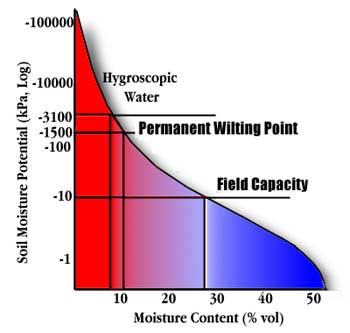 -100000
-10000
Hygroscopic
Water
-3100
-1500
Permanent Wilting Point
-100
Field Capacity
-10
-1
Soil Moisture Potential (kPa, Log)
10 20 30 40 50
Moisture Content (% vol)